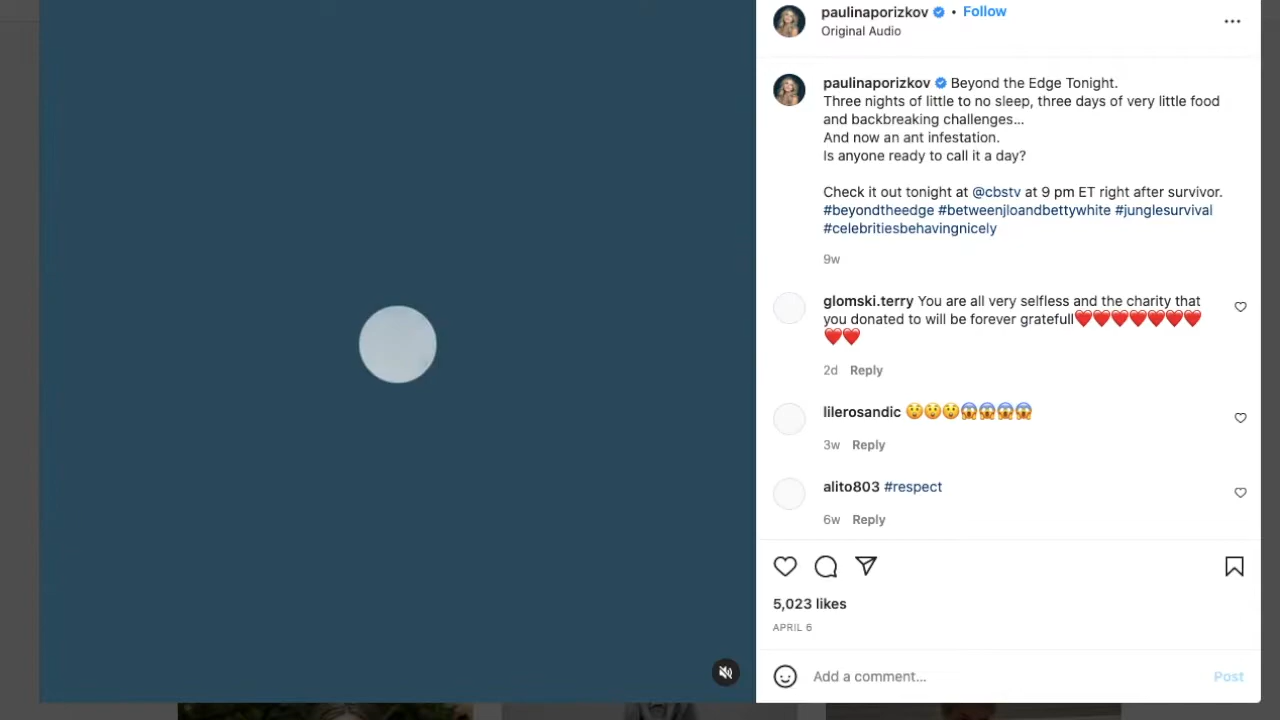 paulinaporizkov • Follow
Original Audio
paulinaporizkov Beyond the Edge Tonight.
Three nights of little to no sleep, three days of very little food
and backbreaking challenges...
And now an ant infestation.
Is anyone ready to call it a day?
Check it out tonight at @cbstv at 9 pm ET right after survivor.
#beyondtheedge #betweenjloandbettywhite #junglesurvival
#celebritiesbehavingnicely
9w
glomski.terry You are all very selfless and the charity that
you donated to will be forever gratefull❤️❤️❤️❤️❤️❤️❤️
❤️❤️
2d Reply
lilerosandic 😲😲😲😱😱😱😱
3w Reply
alito803 #respect
6w Reply
5,023 likes
APRIL 6
Add a comment... Post